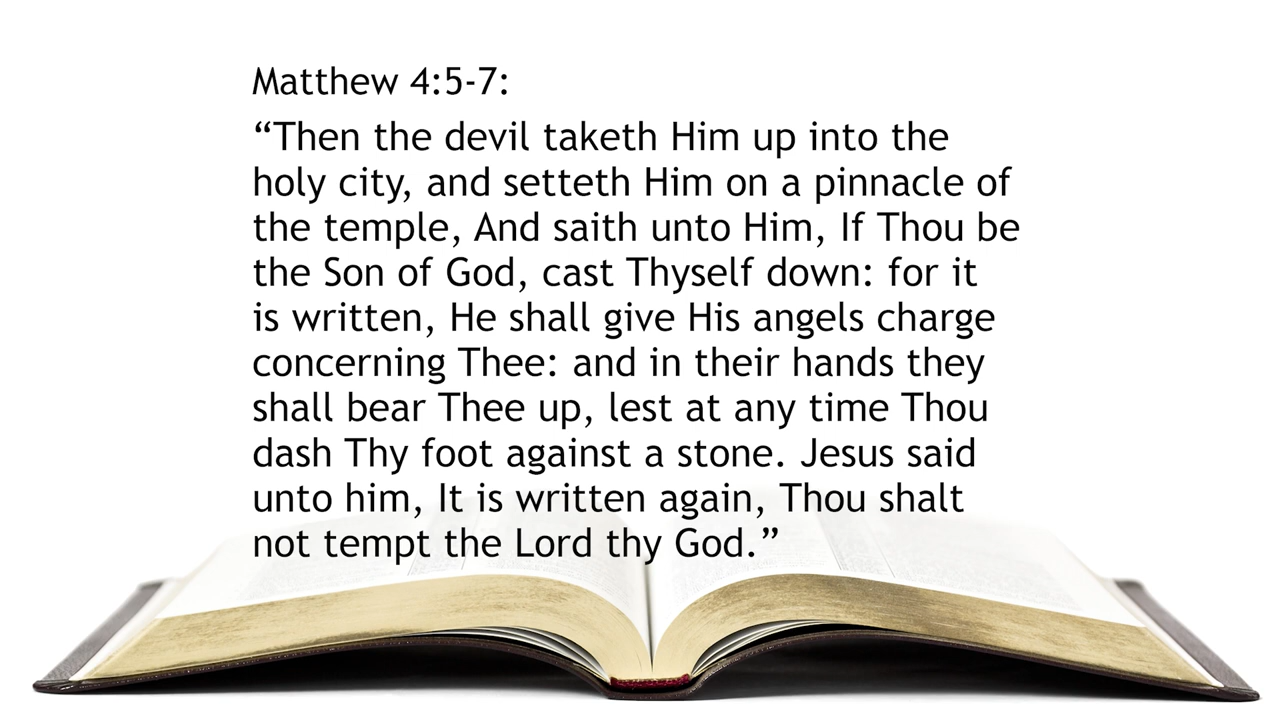 Matthew 4:5-7:
“Then the devil taketh Him up into the
holy city, and setteth Him on a pinnacle of
the temple, And saith unto Him, If Thou be
the Son of God, cast Thyself down: for it
is written, He shall give His angels charge
concerning Thee: and in their hands they
shall bear Thee up, lest at any time Thou
dash Thy foot against a stone. Jesus said
unto him, It is written again, Thou shalt
not tempt the Lord thy God.”